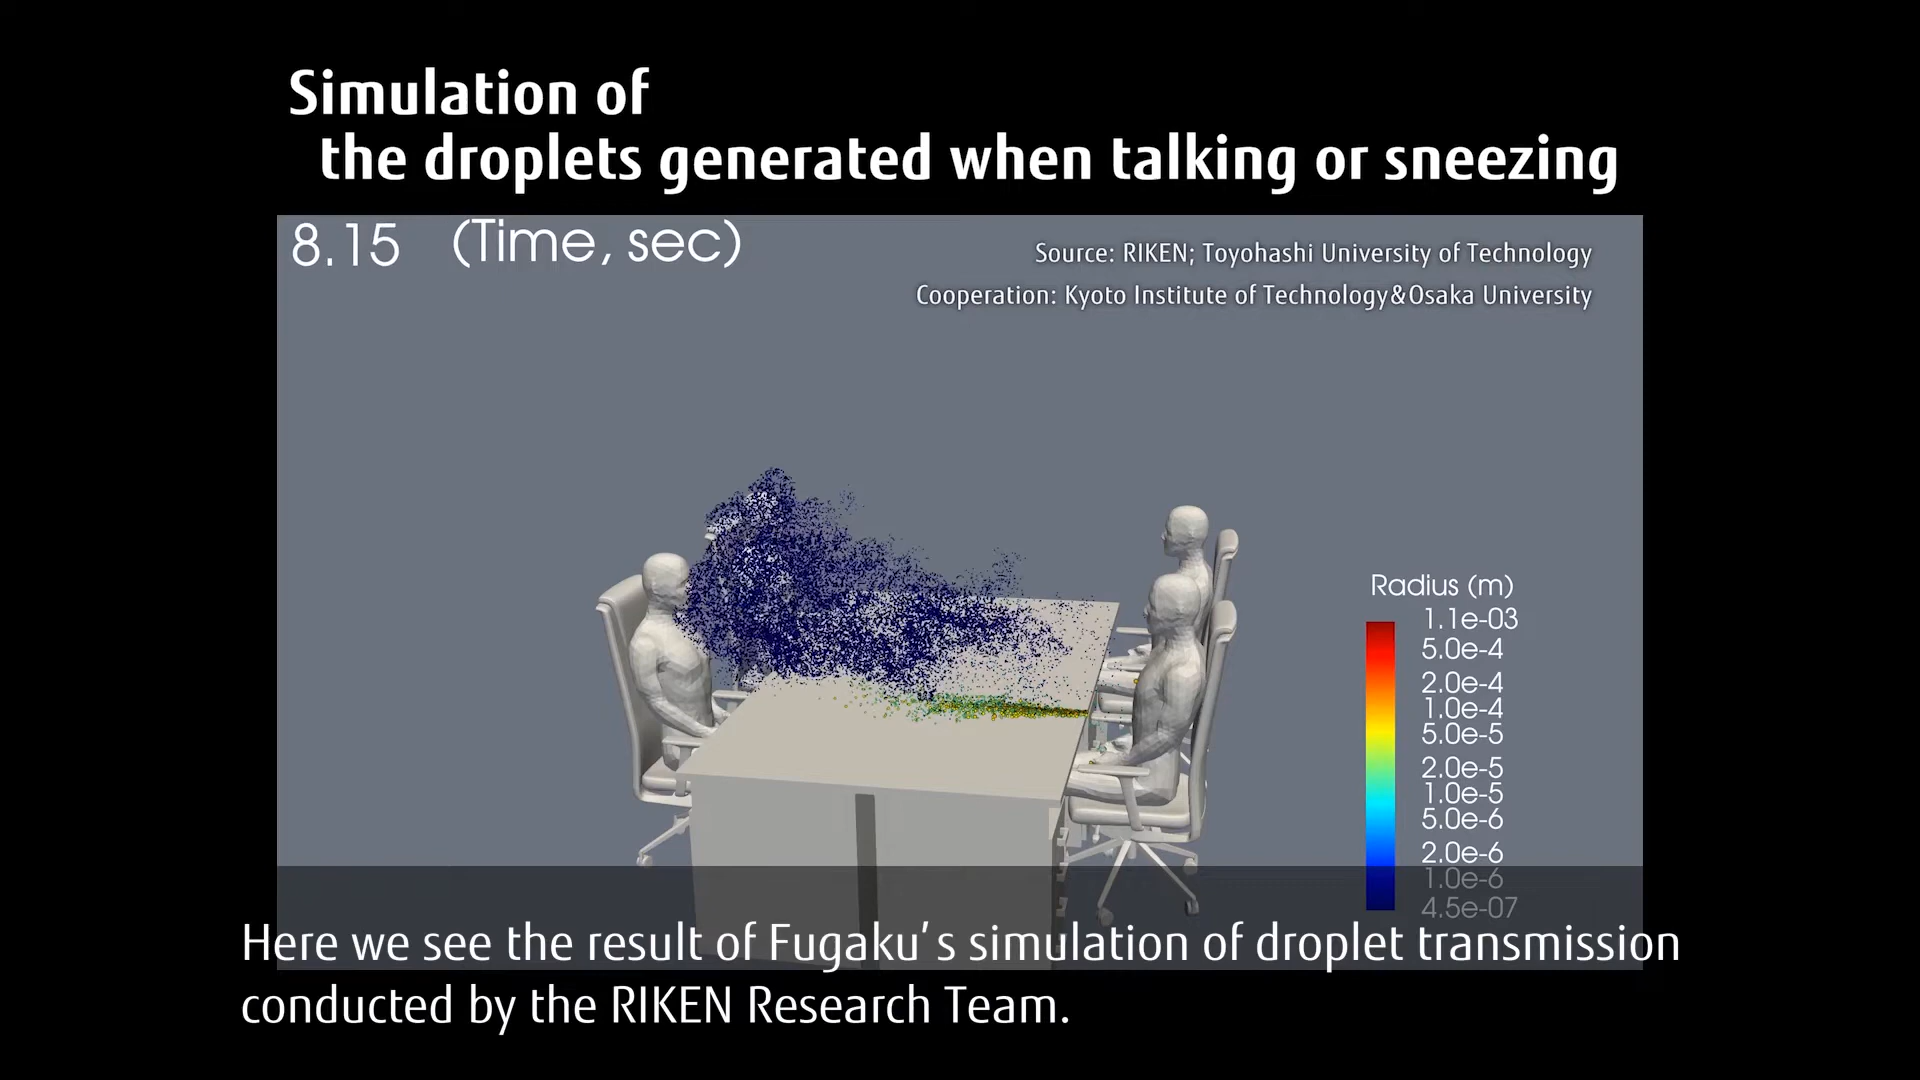 Simulation of
the droplets generated when talking or sneezing
8.15 (Time, sec)
Source: RIKEN; Toyohashi University of Technology
Cooperation: Kyoto Institute of Technology&Osaka University
Radius (m)
1.1e-03
5.0e-4
2.0e-4
1.0e-4
5.0e-5
2.0e-5
1.0e-5
5.0e-6
2.0e-6
1.0e-6
4.5e-07
Here we see the result of Fugaku's simulation of droplet transmission
conducted by the RIKEN Research Team.